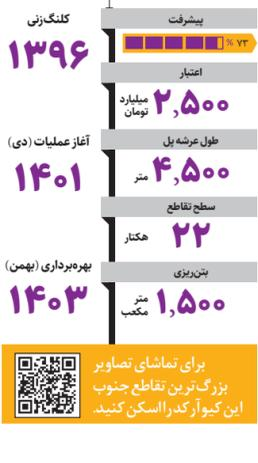 پیشرفت
۷۳ %
اعتبار
۲,۵۰۰ میلیارد تومان
طول عرشه پل
۴,۵۰۰ متر
سطح تقاطع
۲۲ هکتار
بتن‌ریزی
۱,۵۰۰ متر مکعب
کلنگ‌زنی
۱۳۹۶
آغاز عملیات (دی)
۱۴۰۱
بهره‌برداری (بهمن)
۱۴۰۳
برای تماشای تصاویر
بزرگ‌ترین تقاطع جنوب
این کیوآر کد را اسکن کنید.